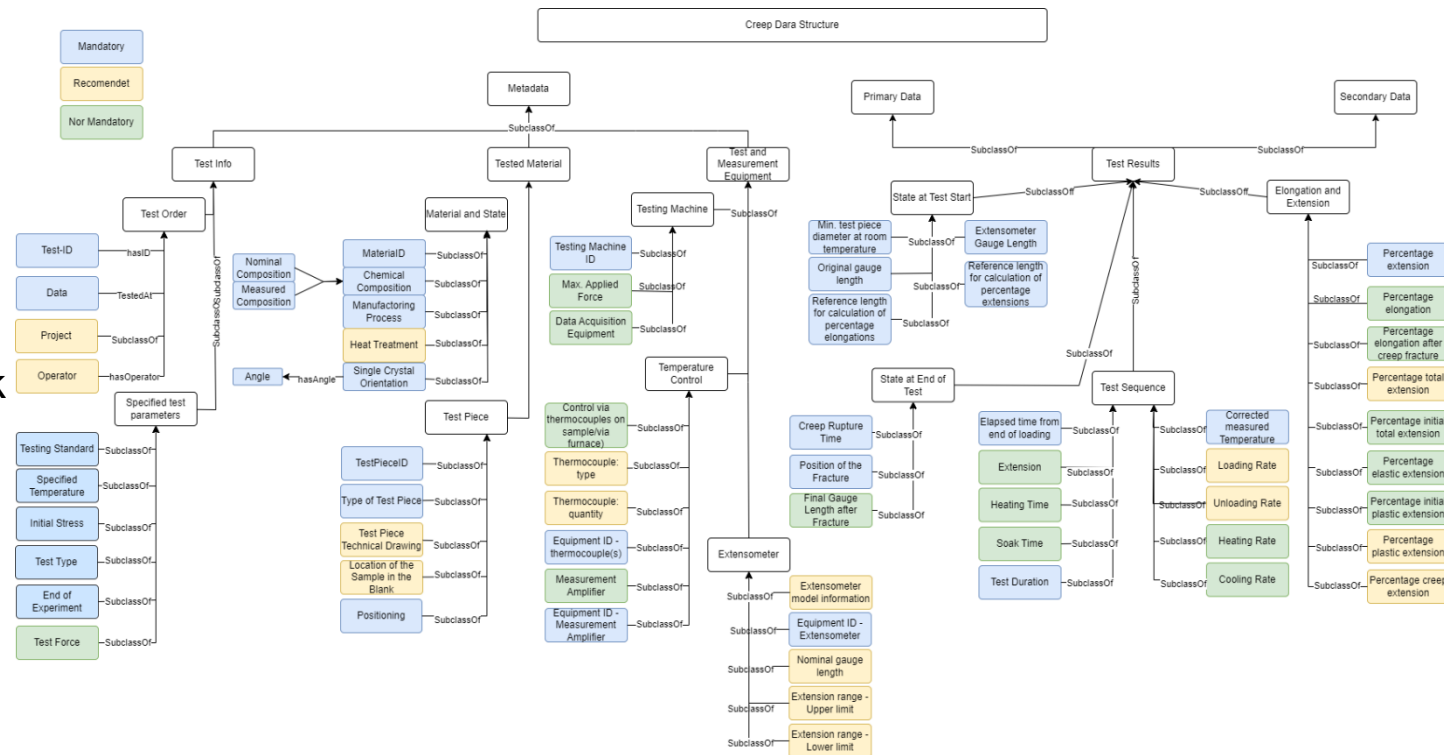 Creep Dara Structure
Mandatory
Recomendet
Nor Mandatory
Metadata
Primary Data
Secondary Data
SubclassOf
SubclassOf
SubclassOf
Test Info
Tested Material
Test and
Measurement
Equipment
Test Results
Test Order
Material and State
Testing Machine
SubclassOf
State at Test Start
SubclassOff
SubclassOff
Elongation and
Extension
Test-ID
hasID
Data
TestedAt
Project
SubclassOf
Operator
hasOperator
SubclassOf
SubclassOf
Nominal
Composition
Measured
Composition
MaterialID
SubclassOf
Chemical
Composition
SubclassOf
Manufactoring
Process
SubclassOf
Heat Treatment
SubclassOf
Single Crystal
Orientation
SubclassOf
hasAngle
Angle
Testing Machine
ID
SubclassOf
Max. Applied
Force
SubclassOf
Data Acquisition
Equipment
SubclassOf
Min. test piece
diameter at room
temperature
SubclassOf
Extensometer
Gauge Length
Original gauge
length
SubclassOf
Reference length
for calculation of
percentage
extensions
Reference length
for calculation of
percentage
elongations
SubclassOf
SubclassOf
SubclassOf
Percentage
extension
SubclassOf
Percentage
elongation
SubclassOf
Percentage
elongation after
creep fracture
SubclassOf
Percentage total
extension
SubclassOf
Percentage initia
total extension
SubclassOf
Percentage
elastic extension
SubclassOf
Percentage initia
plastic extension
SubclassOf
Percentage
plastic extension
SubclassOf
Percentage creep
extension
SubclassOf
k
Specified test
parameters
Testing Standard
SubclassOf
Specified
Temperature
SubclassOf
Initial Stress
SubclassOf
Test Type
SubclassOf
End of
Experiment
SubclassOf
Test Force
SubclassOf
Test Piece
TestPieceID
SubclassOf
Type of Test Piece
SubclassOf
Test Piece
Technical Drawing
SubclassOf
Location of the
Sample in the
Blank
SubclassOf
Positioning
SubclassOf
Temperature
Control
Control via
thermocouples on
sample/via
furnace)
SubclassOf
Thermocouple:
type
SubclassOf
Thermocouple:
quantity
SubclassOf
Equipment ID -
thermocouple(s)
SubclassOf
Measurement
Amplifier
SubclassOf
Equipment ID -
Measurement
Amplifier
SubclassOf
Extensometer
SubclassOf
Extensometer
model information
SubclassOf
Equipment ID -
Extensometer
SubclassOf
Nominal gauge
length
SubclassOf
Extension range -
Upper limit
SubclassOf
Extension range -
Lower limit
State at End of
Test
Creep Rupture
Time
SubclassOf
Position of the
Fracture
SubclassOf
Final Gauge
Length after
Fracture
SubclassOf
Test Sequence
Elapsed time from
end of loading
SubclassOf
Extension
SubclassOf
Heating Time
SubclassOf
Soak Time
SubclassOf
Test Duration
SubclassOf
SubclassOf
Corrected
measured
Temperature
SubclassOf
Loading Rate
SubclassOf
Unloading Rate
SubclassOf
Heating Rate
SubclassOf
Cooling Rate